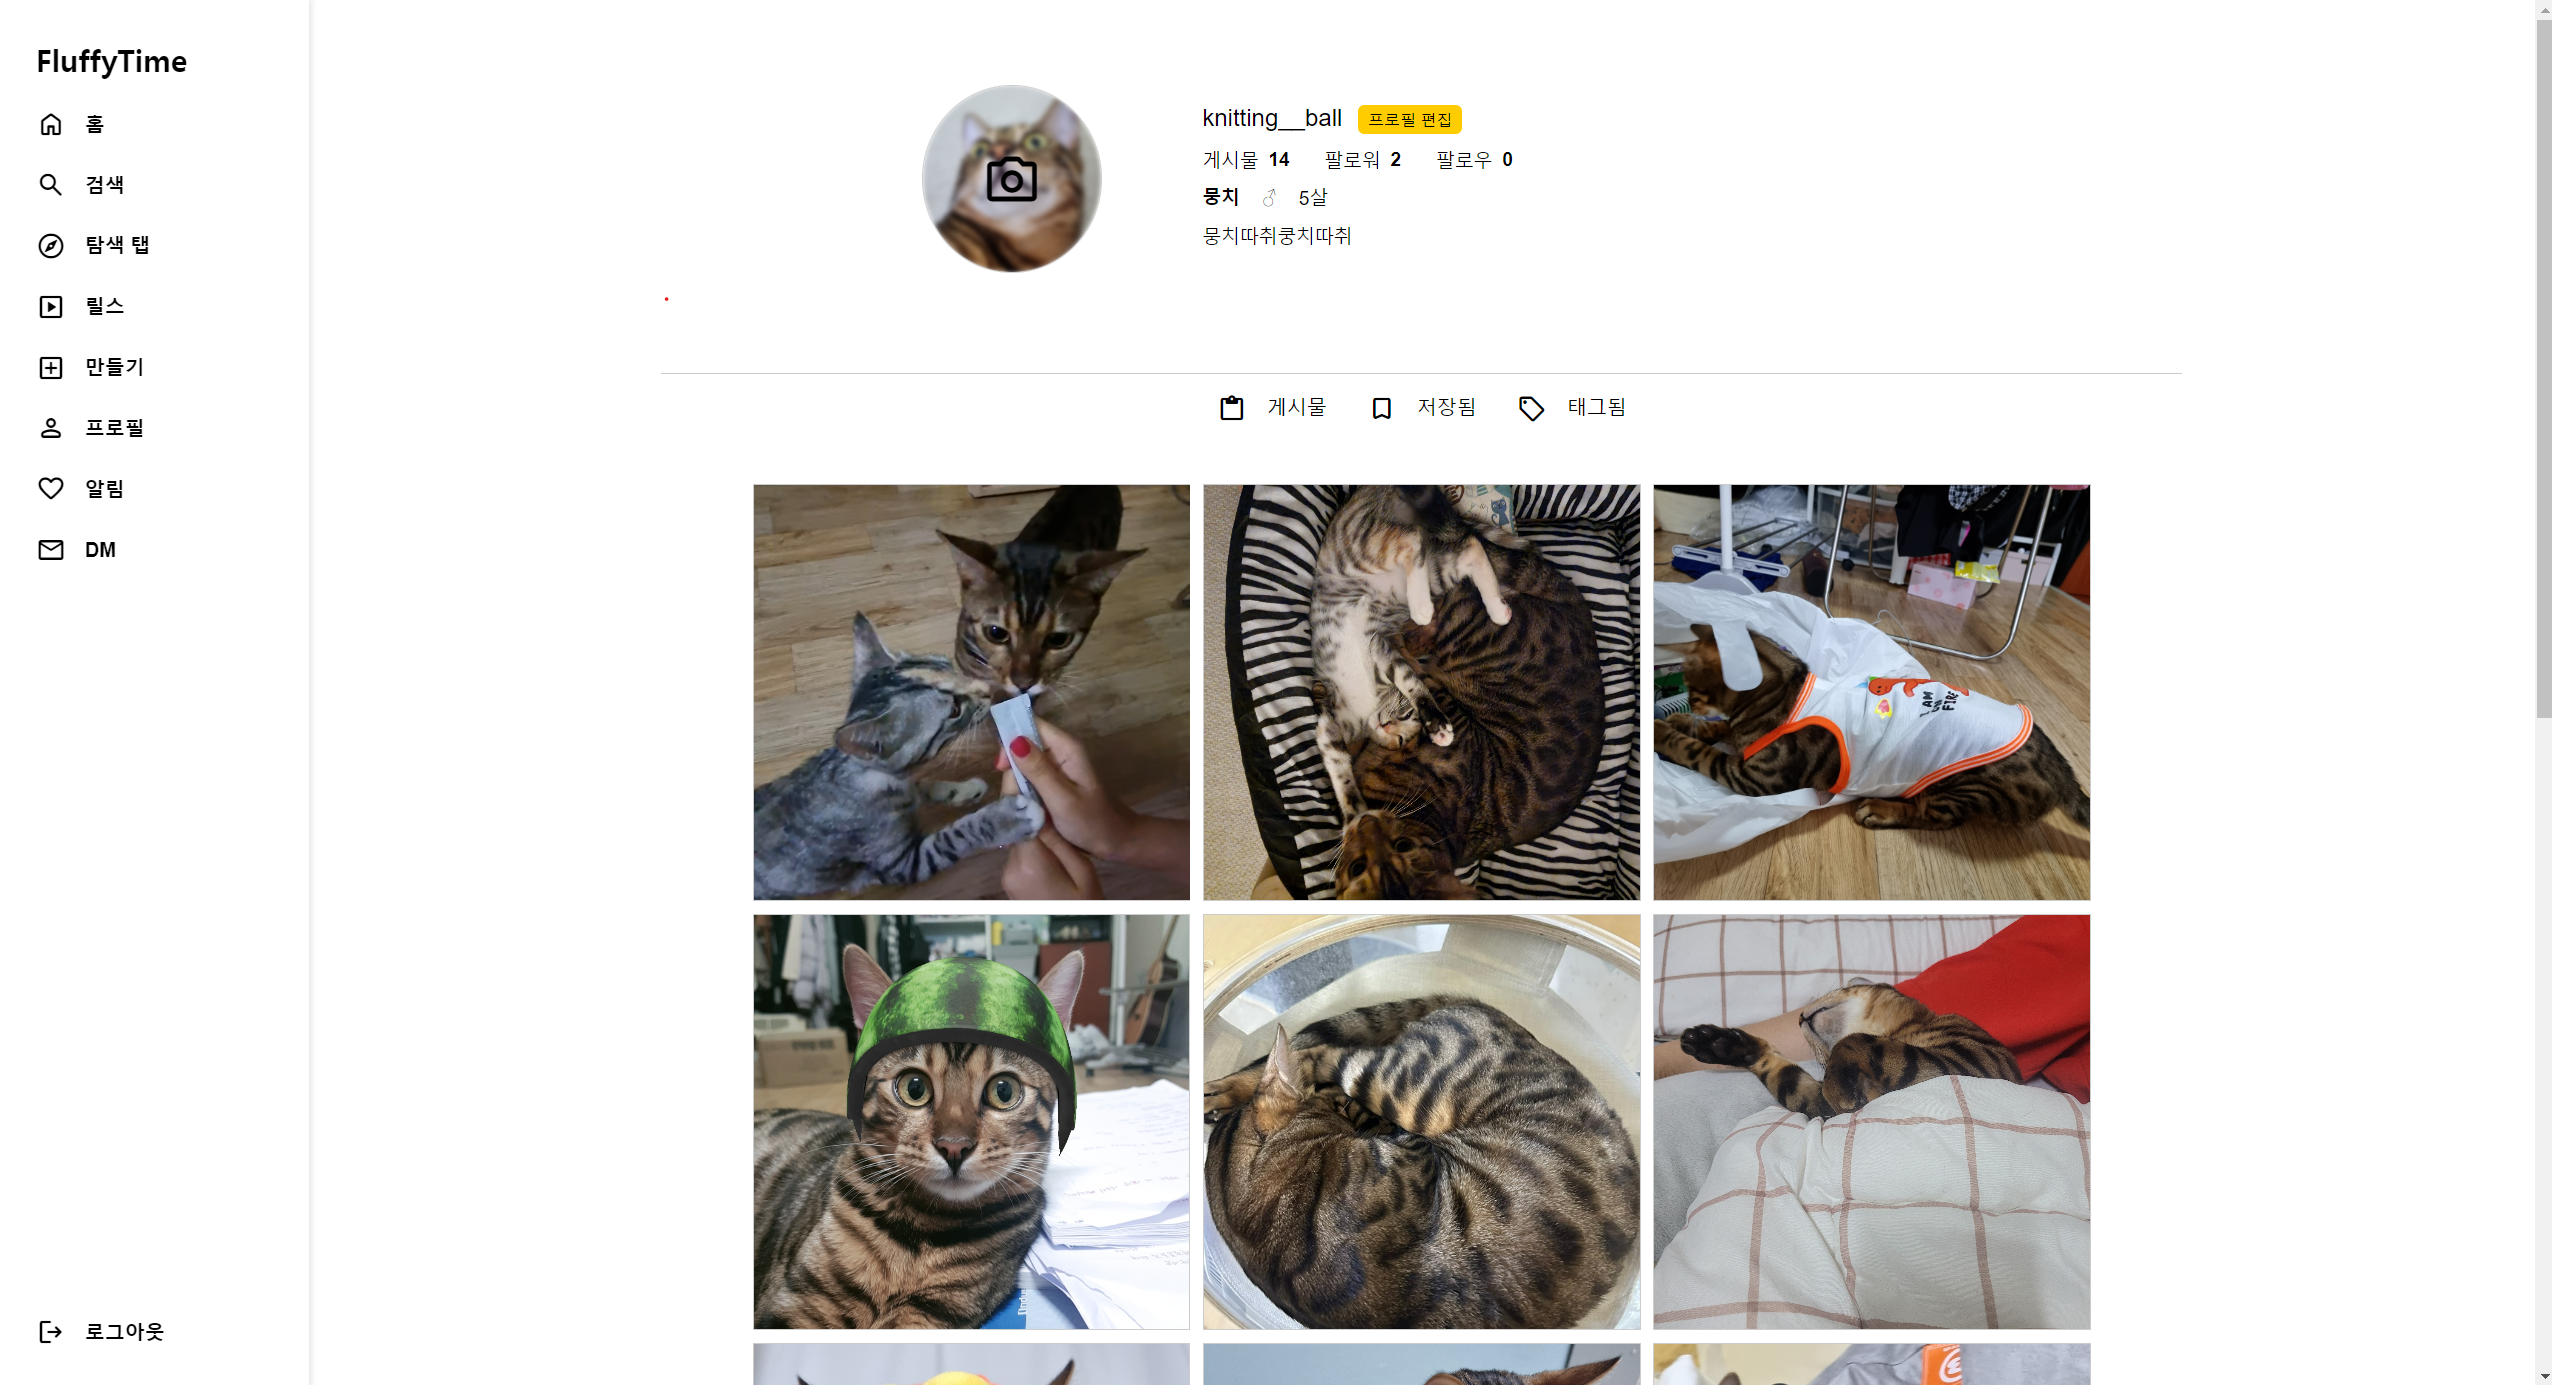 FluffyTime
홈
검색
탐색 탭
릴스
만들기
프로필
알림
DM
로그아웃
knitting__ball 프로필 편집
게시물 14 팔로워 2 팔로우 0
뭉치 ♂ 5살
뭉치따취쿵치따취
게시물 저장됨 태그됨
I AM
ON
FIRE